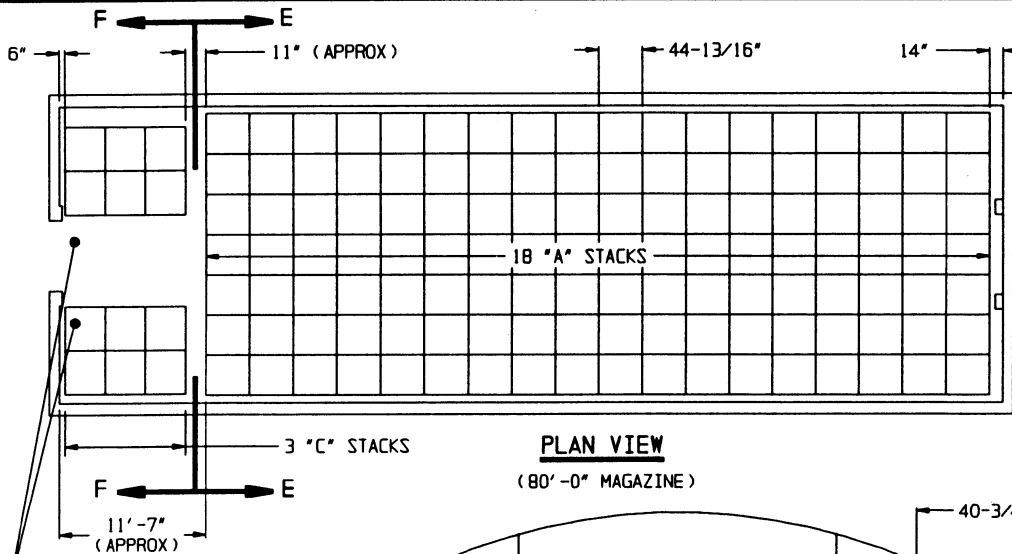 F E
6" 11" (APPROX) 44-13/16" 14"
18 "A" STACKS
3 "C" STACKS
PLAN VIEW
(80'-0" MAGAZINE)
F E
11'-7"
(APPROX)